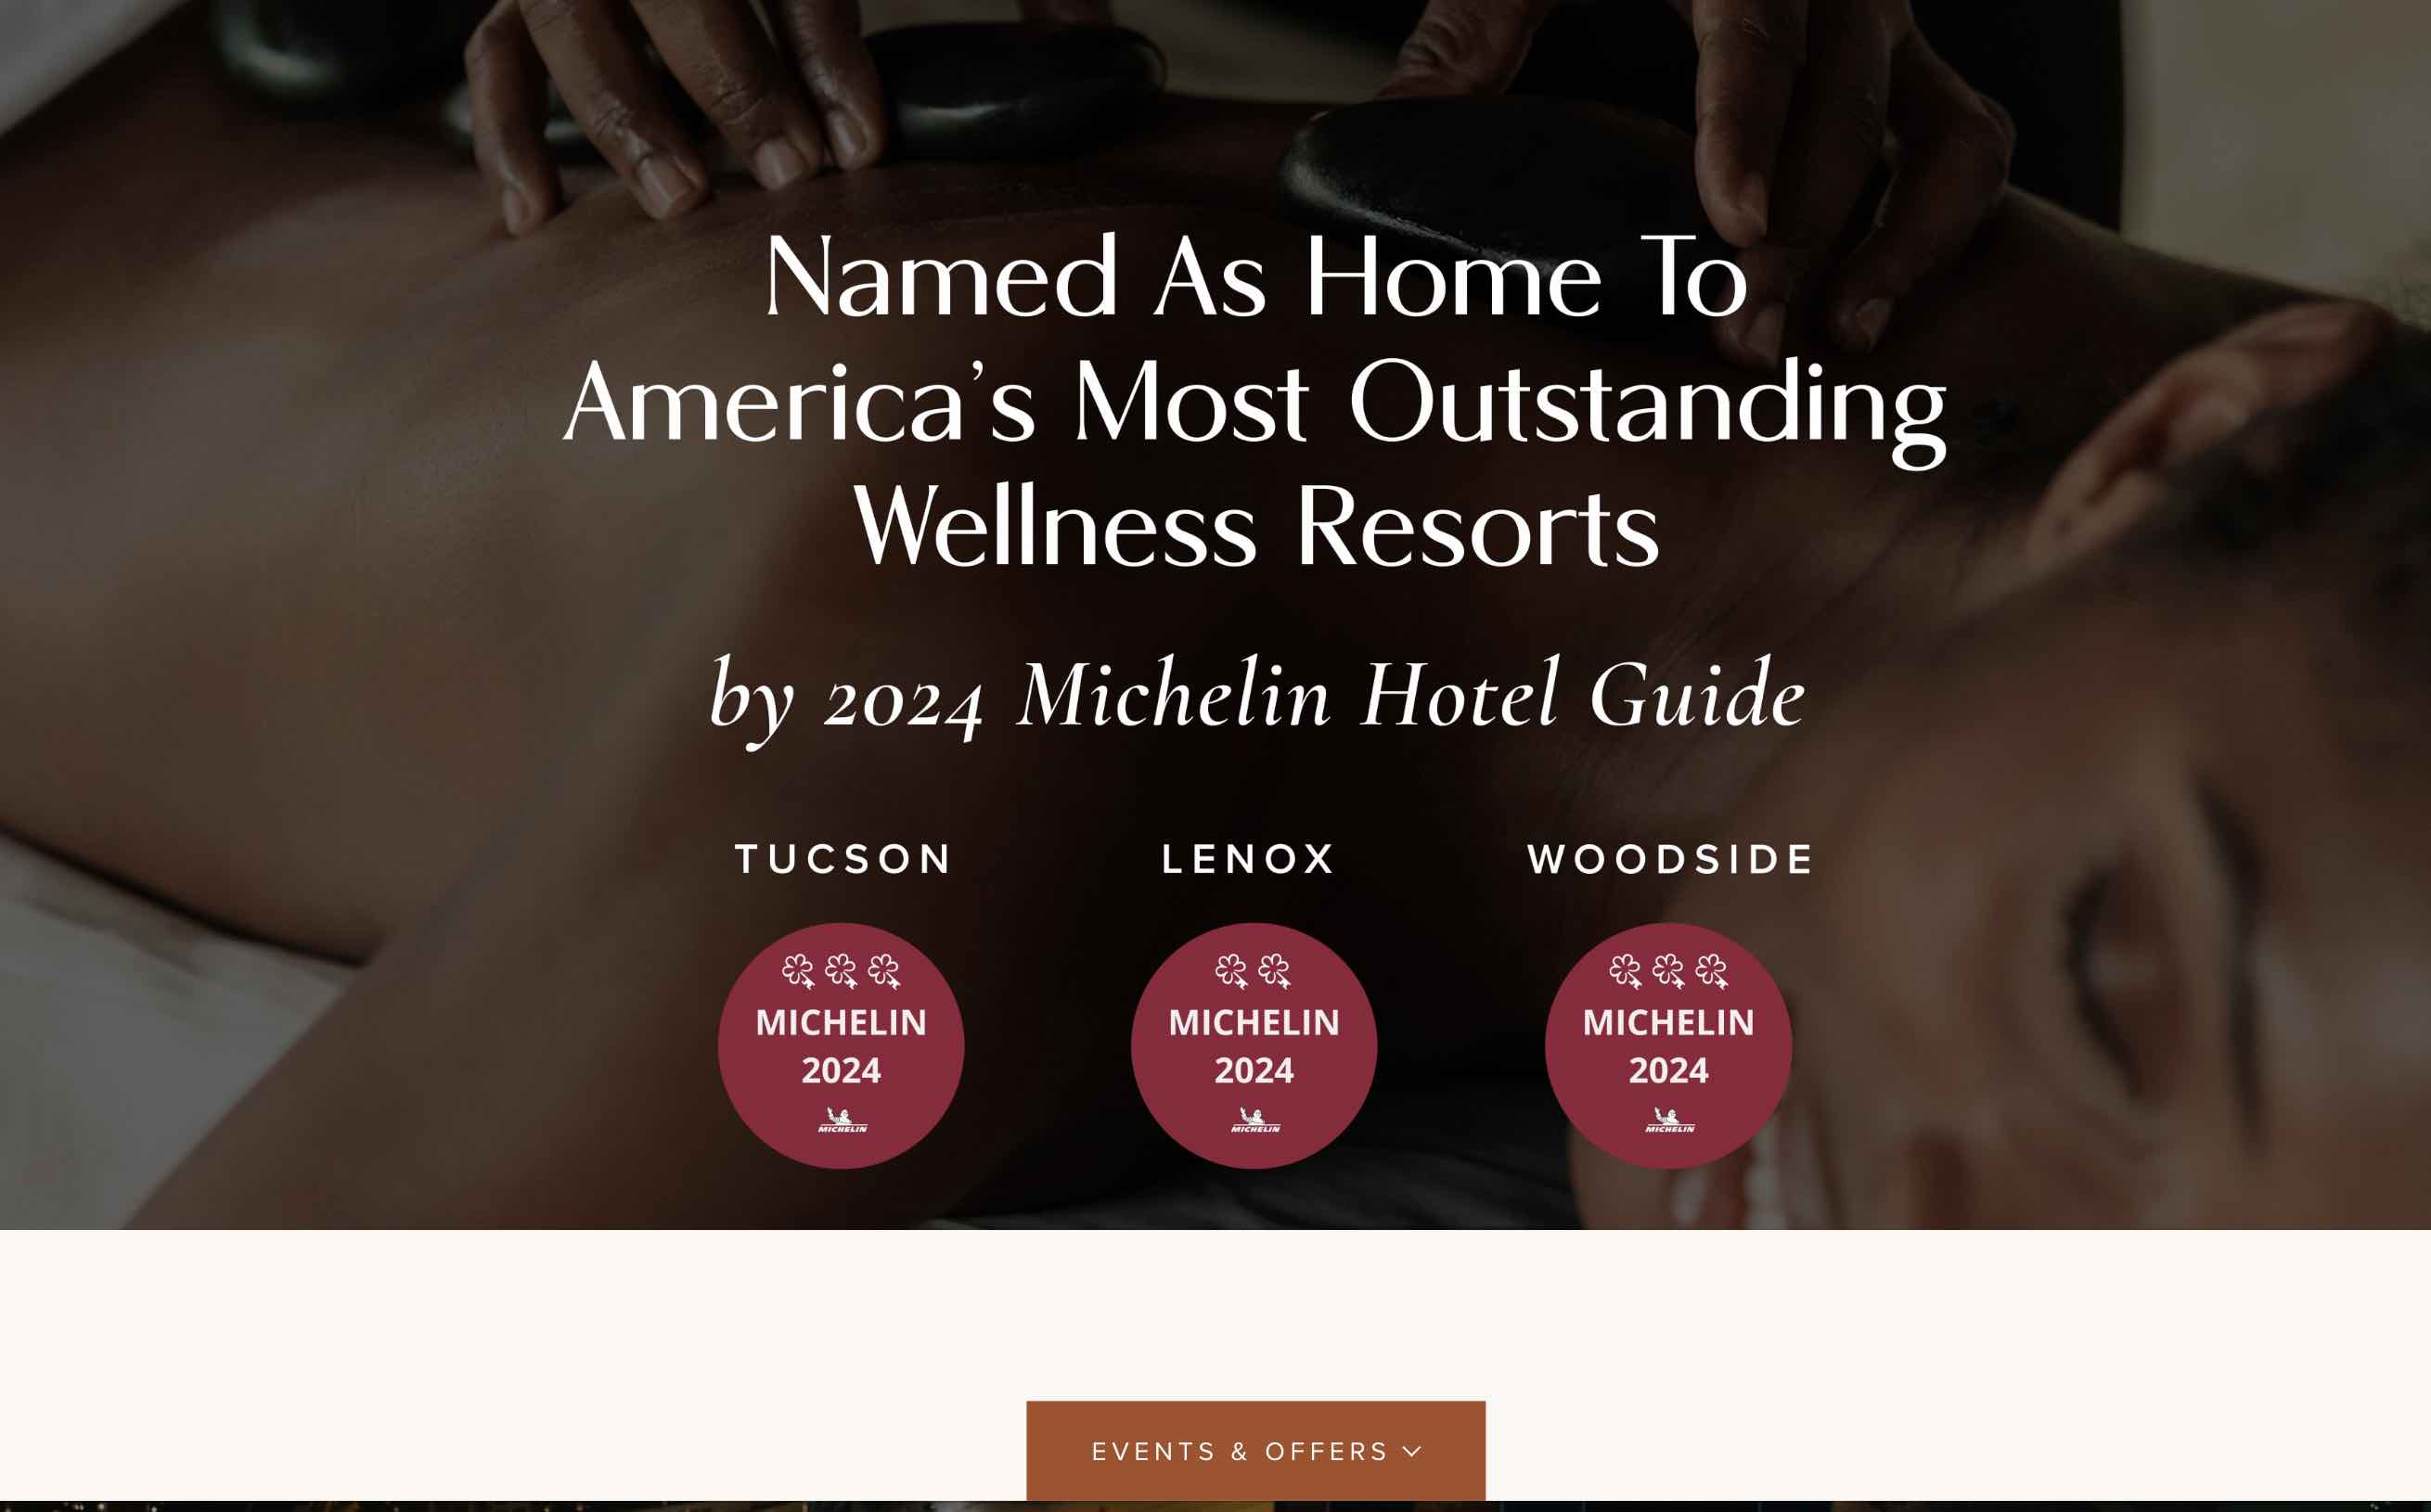 Named As Home To
America’s Most Outstanding
Wellness Resorts
by 2024 Michelin Hotel Guide
TUCSON LENOX WOODSIDE
MICHELIN MICHELIN MICHELIN
2024 2024 2024
MICHELIN MICHELIN MICHELIN
EVENTS & OFFERS